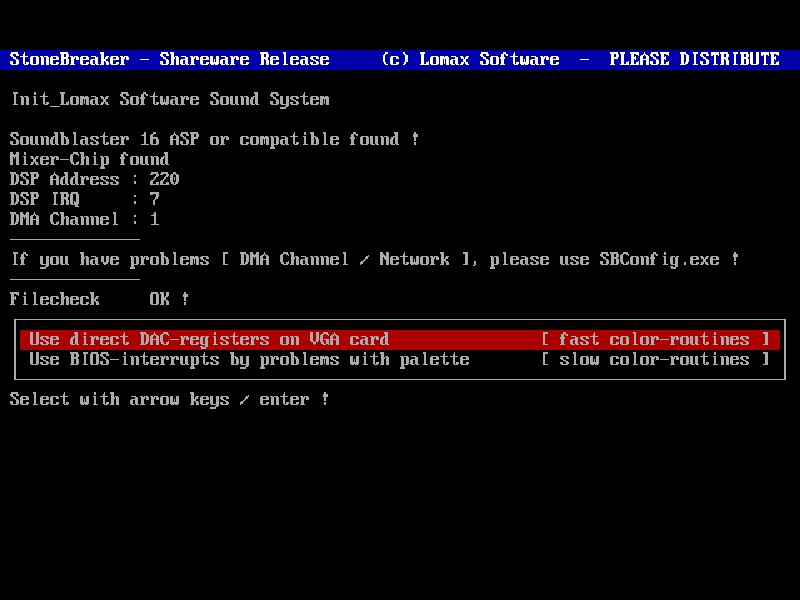 StoneBreaker - Shareware Release     (c) Lomax Software  -  PLEASE DISTRIBUTE
Init_Lomax Software Sound System
Soundblaster 16 ASP or compatible found !
Mixer-Chip found
DSP Address : 220
DSP IRQ     : 7
DMA Channel : 1
If you have problems [ DMA Channel / Network ], please use SBConfig.exe !
Filecheck     OK !
Use direct DAC-registers on VGA card               [ fast color-routines ]
Use BIOS-interrupts by problems with palette       [ slow color-routines ]
Select with arrow keys / enter !